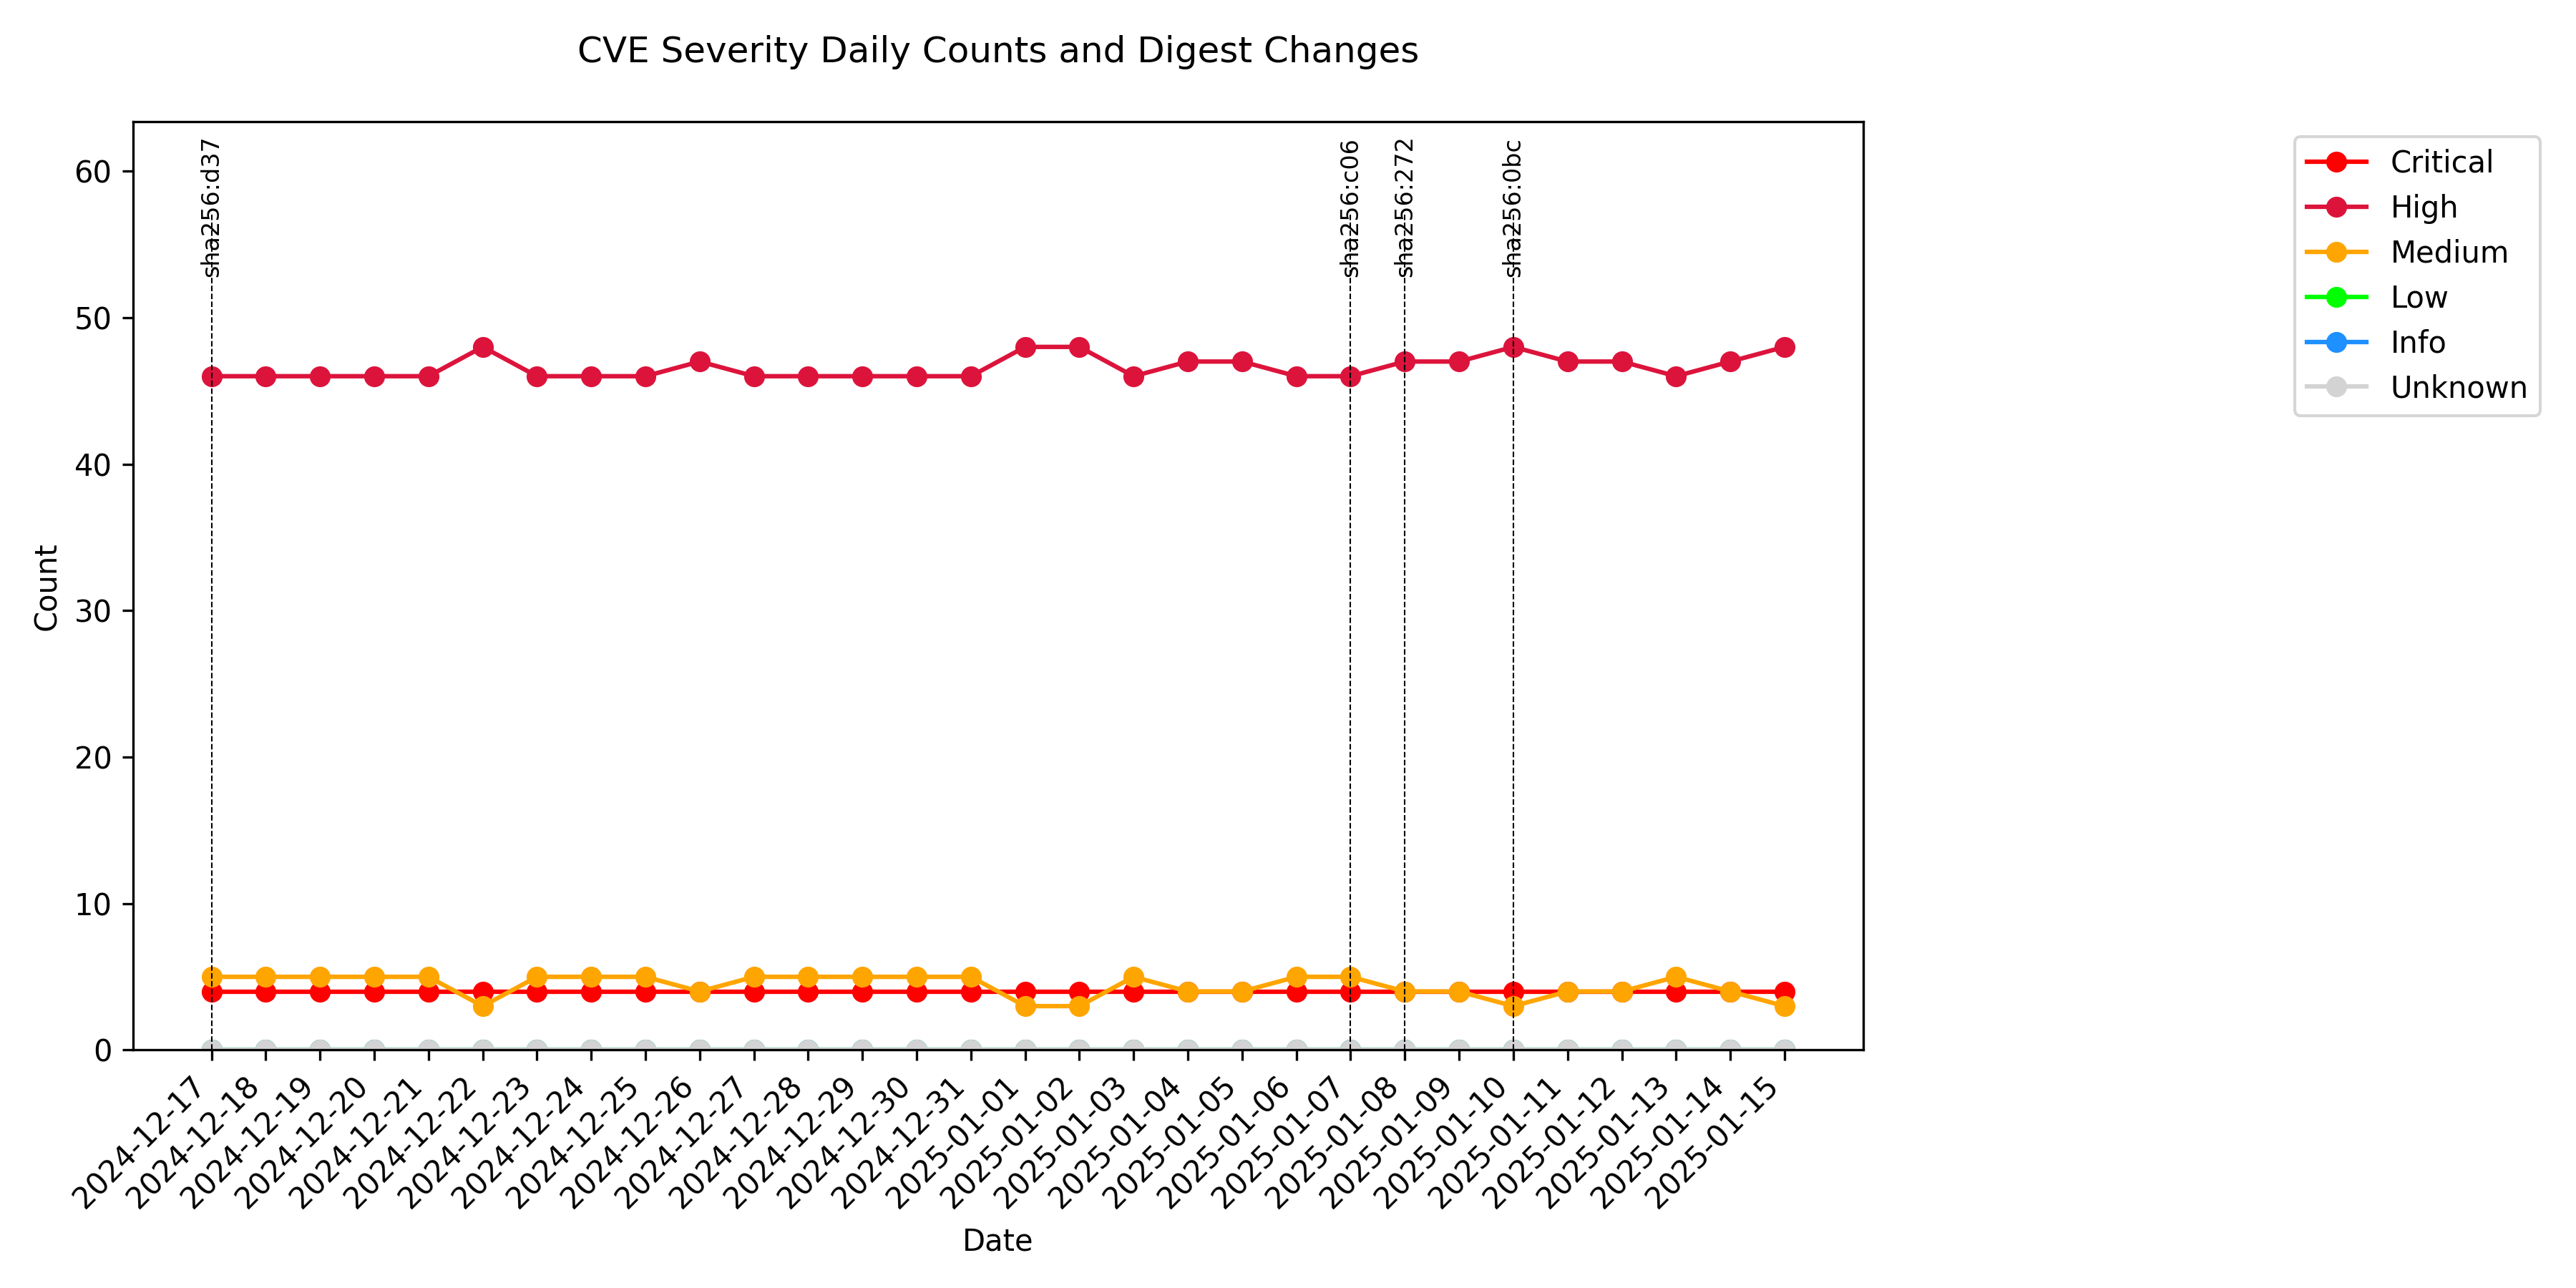 CVE Severity Daily Counts and Digest Changes
sha256:d37
sha256:c06
sha256:272
sha256:0bc
Critical
High
Medium
Low
Info
Unknown
60
50
40
30
20
10
0
Count
2024-12-17
2024-12-18
2024-12-19
2024-12-20
2024-12-21
2024-12-22
2024-12-23
2024-12-24
2024-12-25
2024-12-26
2024-12-27
2024-12-28
2024-12-29
2024-12-30
2024-12-31
2025-01-01
2025-01-02
2025-01-03
2025-01-04
2025-01-05
2025-01-06
2025-01-07
2025-01-08
2025-01-09
2025-01-10
2025-01-11
2025-01-12
2025-01-13
2025-01-14
2025-01-15
Date